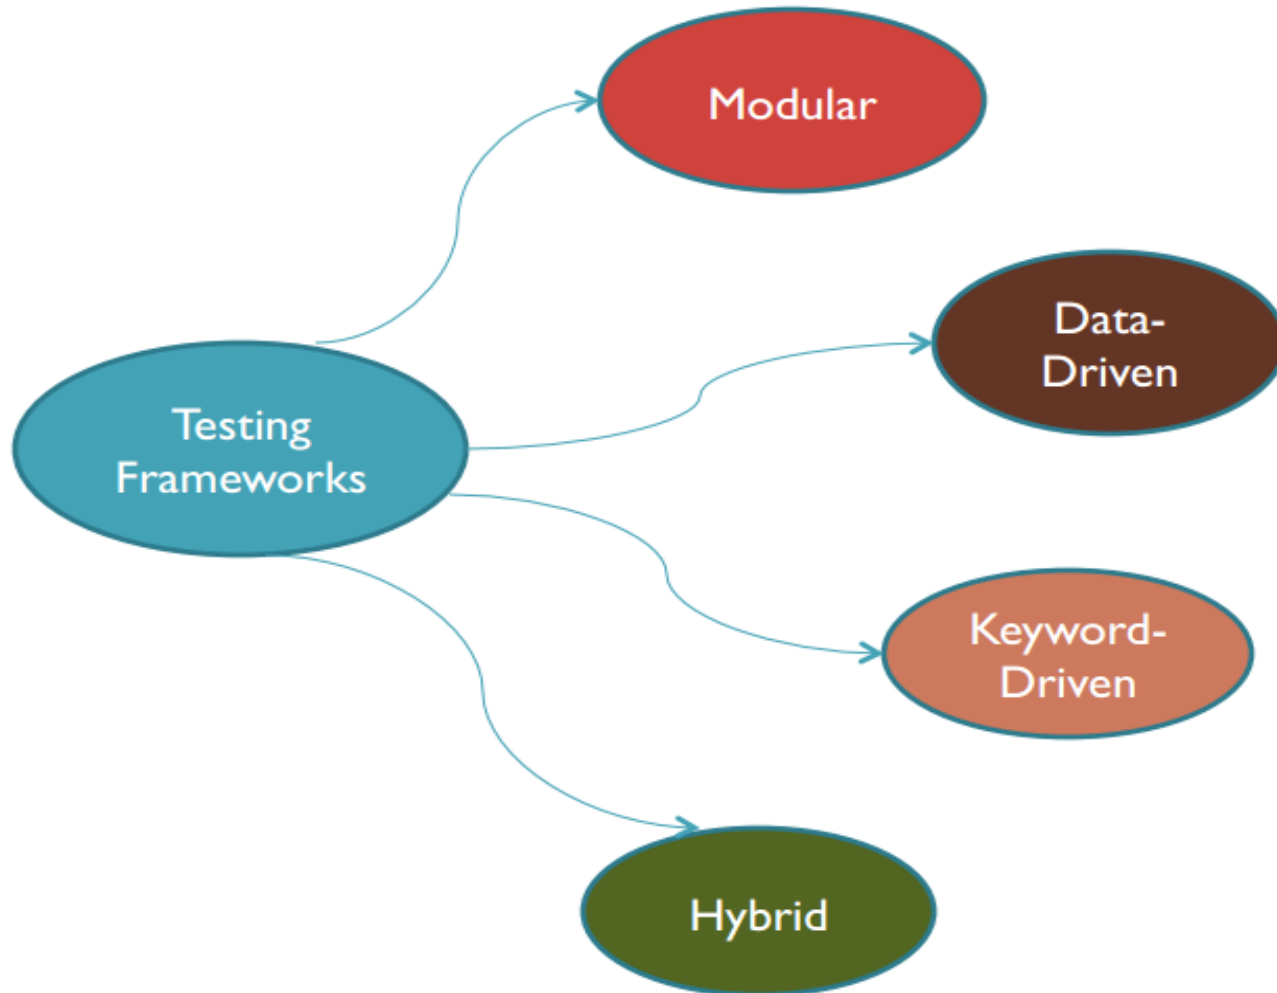 Modular
Data-
Driven
Testing
Frameworks
Keyword-
Driven
Hybrid